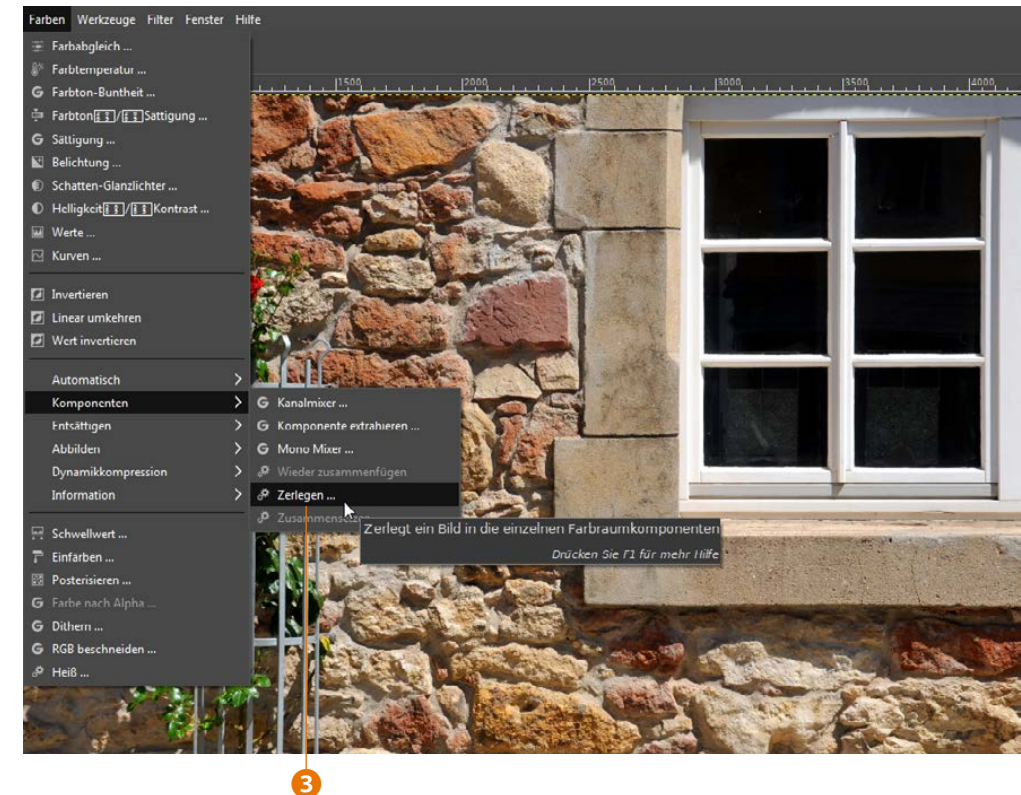 Farben Werkzeuge Filter Fenster Hilfe
Farbabgleich ...
Farbtemperatur ...
Farbton-Buntheit ...
Farbton/Sättigung ...
Sättigung ...
Belichtung ...
Schatten-Glanzlichter ...
Helligkeit/Kontrast ...
Werte ...
Kurven ...
Invertieren
Linear umkehren
Wert invertieren
Automatisch
Komponenten
Entsättigen
Abbilden
Dynamikkompression
Information
Schwellwert ...
Einfärben ...
Posterisieren ...
Farbe nach Alpha ...
Dithern ...
RGB beschneiden ...
Heiß ...
Kanalmixer ...
Komponente extrahieren ...
Mono Mixer ...
Wieder zusammenfügen
Zerlegen ...
Zusammensetzen
Zerlegt ein Bild in die einzelnen Farbraumkomponenten
Drücken Sie F1 für mehr Hilfe
1500 2000 2500 3000 3500 4000
3